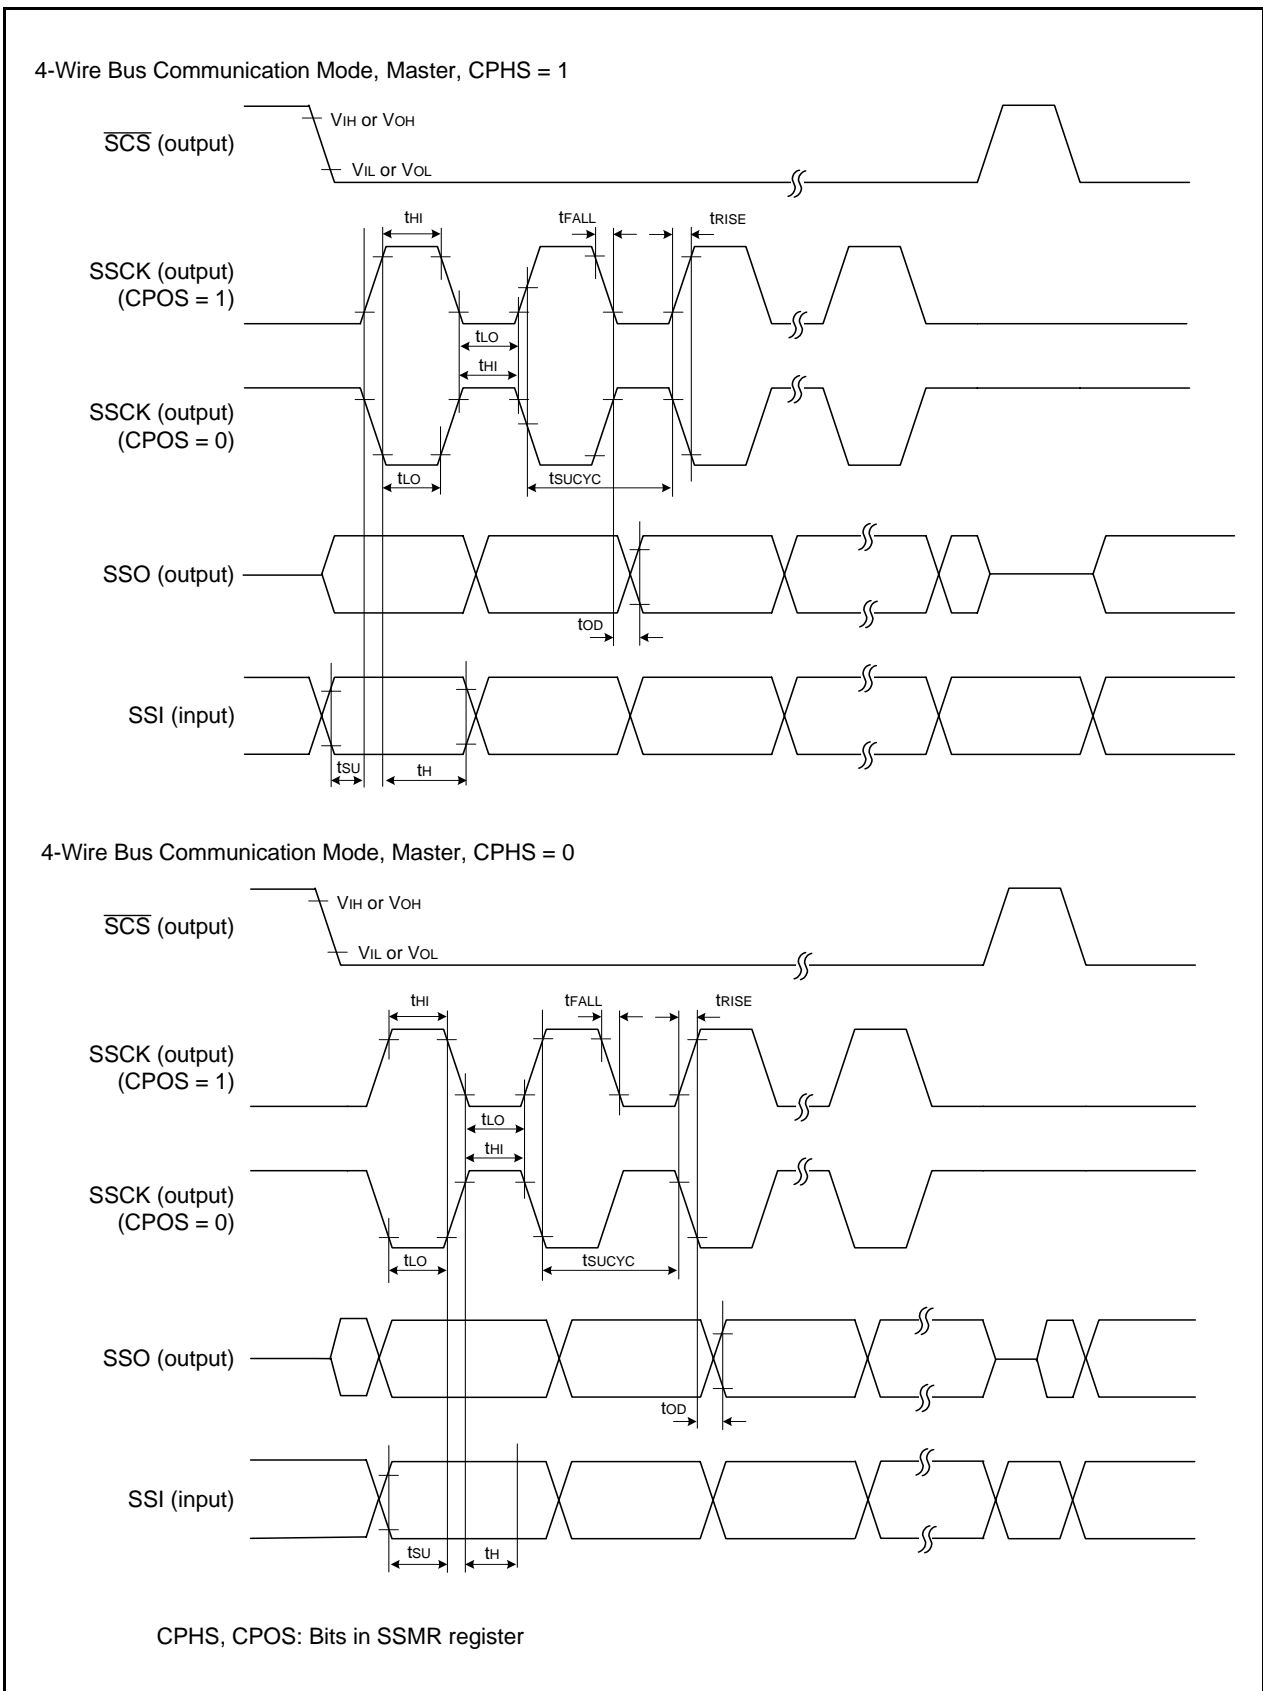 4-Wire Bus Communication Mode, Master, CPHS = 1
VIH or VOH
SCS (output)
VIL or VOL
tHI
tFALL
tRISE
SSCK (output)
(CPOS = 1)
tLO
tHI
SSCK (output)
(CPOS = 0)
tLO
tSUCYC
SSO (output)
tOD
SSI (input)
tSU
tH
4-Wire Bus Communication Mode, Master, CPHS = 0
VIH or VOH
SCS (output)
VIL or VOL
tHI
tFALL
tRISE
SSCK (output)
(CPOS = 1)
tLO
tHI
SSCK (output)
(CPOS = 0)
tLO
tSUCYC
SSO (output)
tOD
SSI (input)
tSU
tH
CPHS, CPOS: Bits in SSMR register